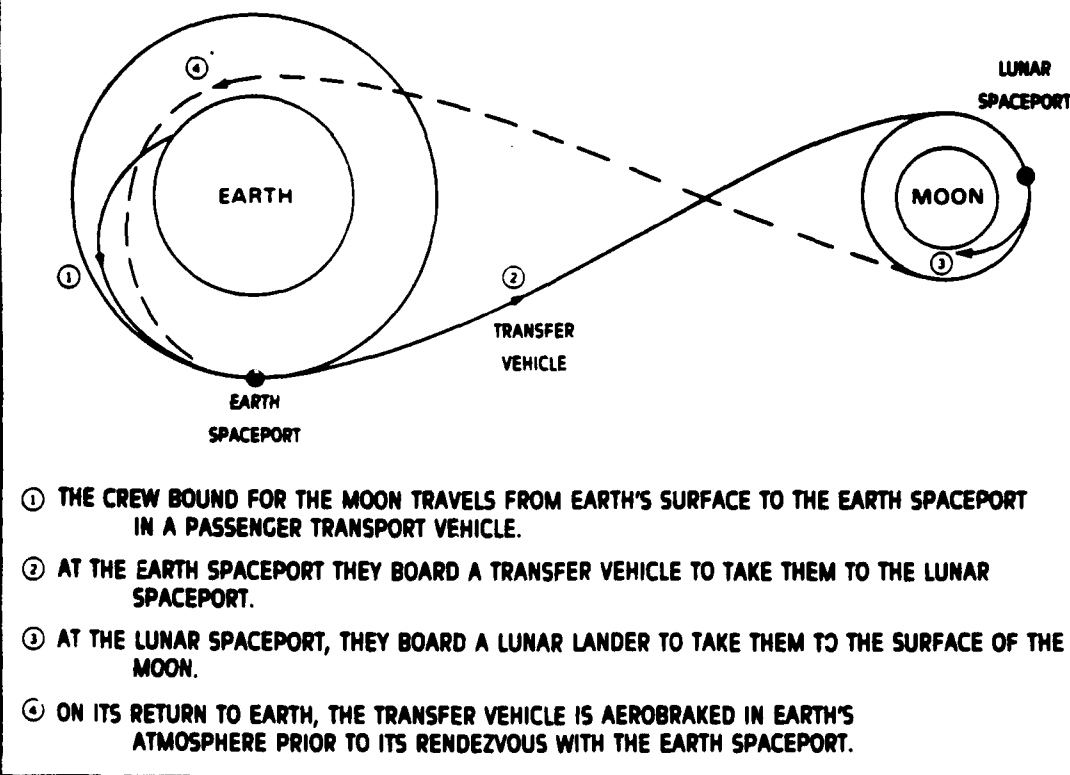 ④
LUNAR
SPACEPORT
EARTH
MOON
③
①
②
TRANSFER
VEHICLE
EARTH
SPACEPORT
① THE CREW BOUND FOR THE MOON TRAVELS FROM EARTH'S SURFACE TO THE EARTH SPACEPORT
IN A PASSENGER TRANSPORT VEHICLE.
② AT THE EARTH SPACEPORT THEY BOARD A TRANSFER VEHICLE TO TAKE THEM TO THE LUNAR
SPACEPORT.
③ AT THE LUNAR SPACEPORT, THEY BOARD A LUNAR LANDER TO TAKE THEM TO THE SURFACE OF THE
MOON.
④ ON ITS RETURN TO EARTH, THE TRANSFER VEHICLE IS AEROBRAKED IN EARTH'S
ATMOSPHERE PRIOR TO ITS RENDEZVOUS WITH THE EARTH SPACEPORT.